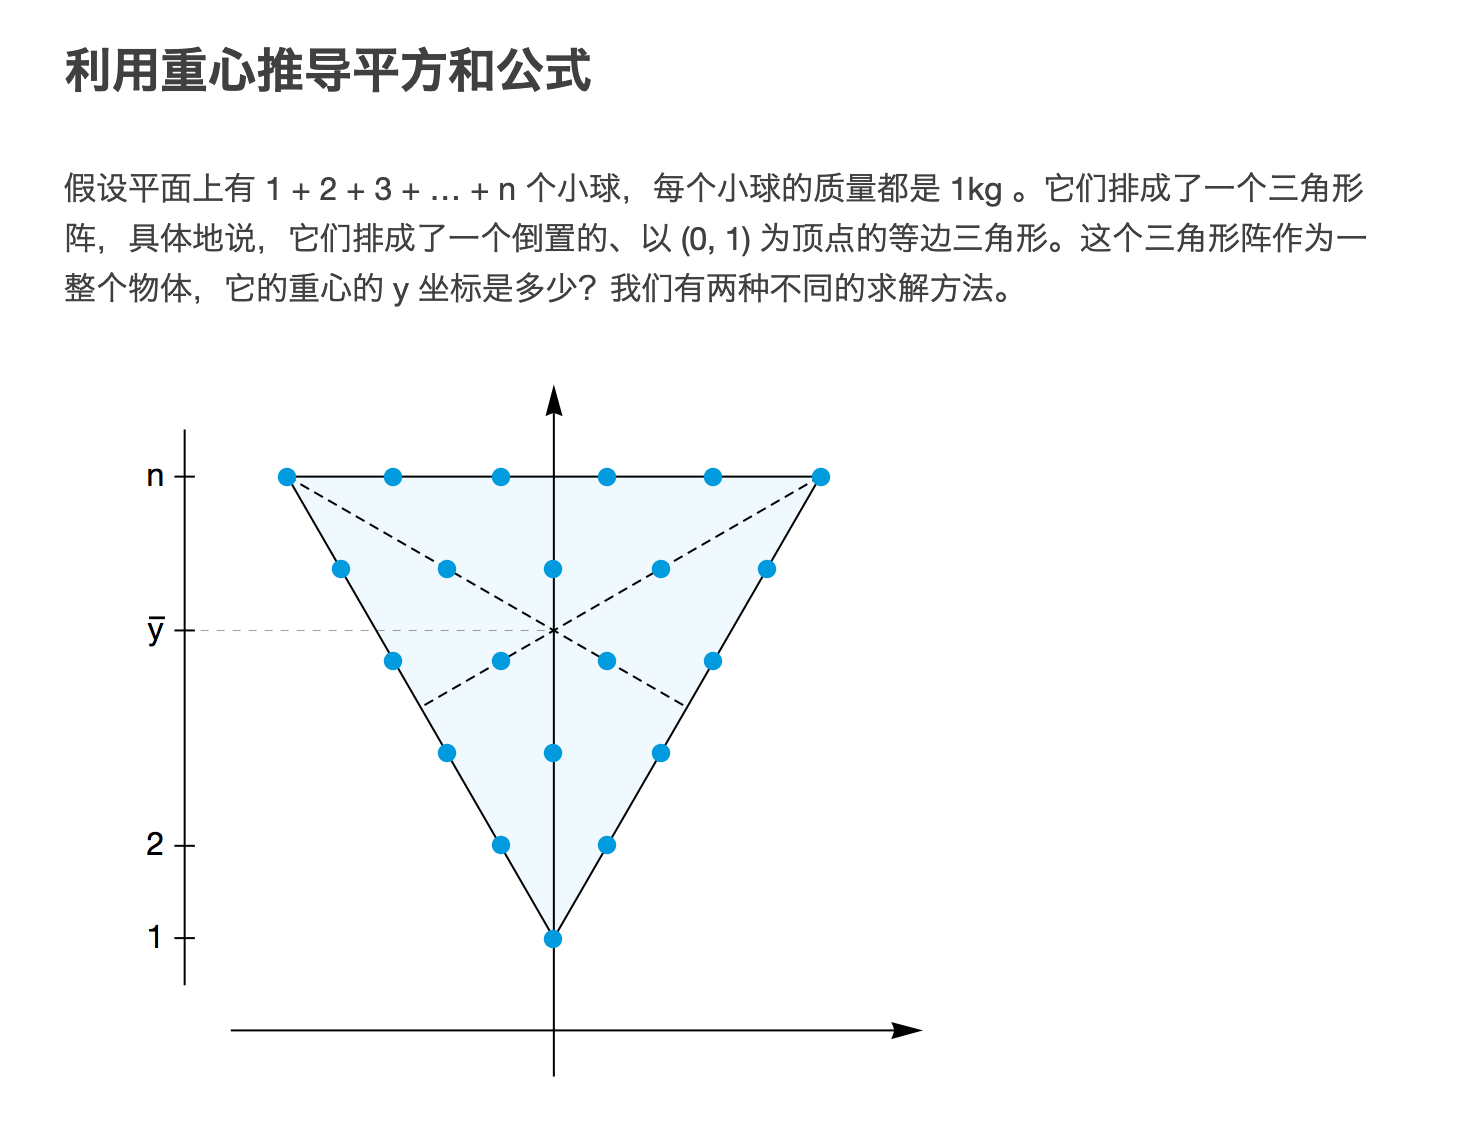 利用重心推导平方和公式
假设平面上有 1 + 2 + 3 + … + n 个小球，每个小球的质量都是 1kg 。它们排成了一个三角形
阵，具体地说，它们排成了一个倒置的、以 (0, 1) 为顶点的等边三角形。这个三角形阵作为一
整个物体，它的重心的 y 坐标是多少？我们有两种不同的求解方法。
n
y̅
2
1